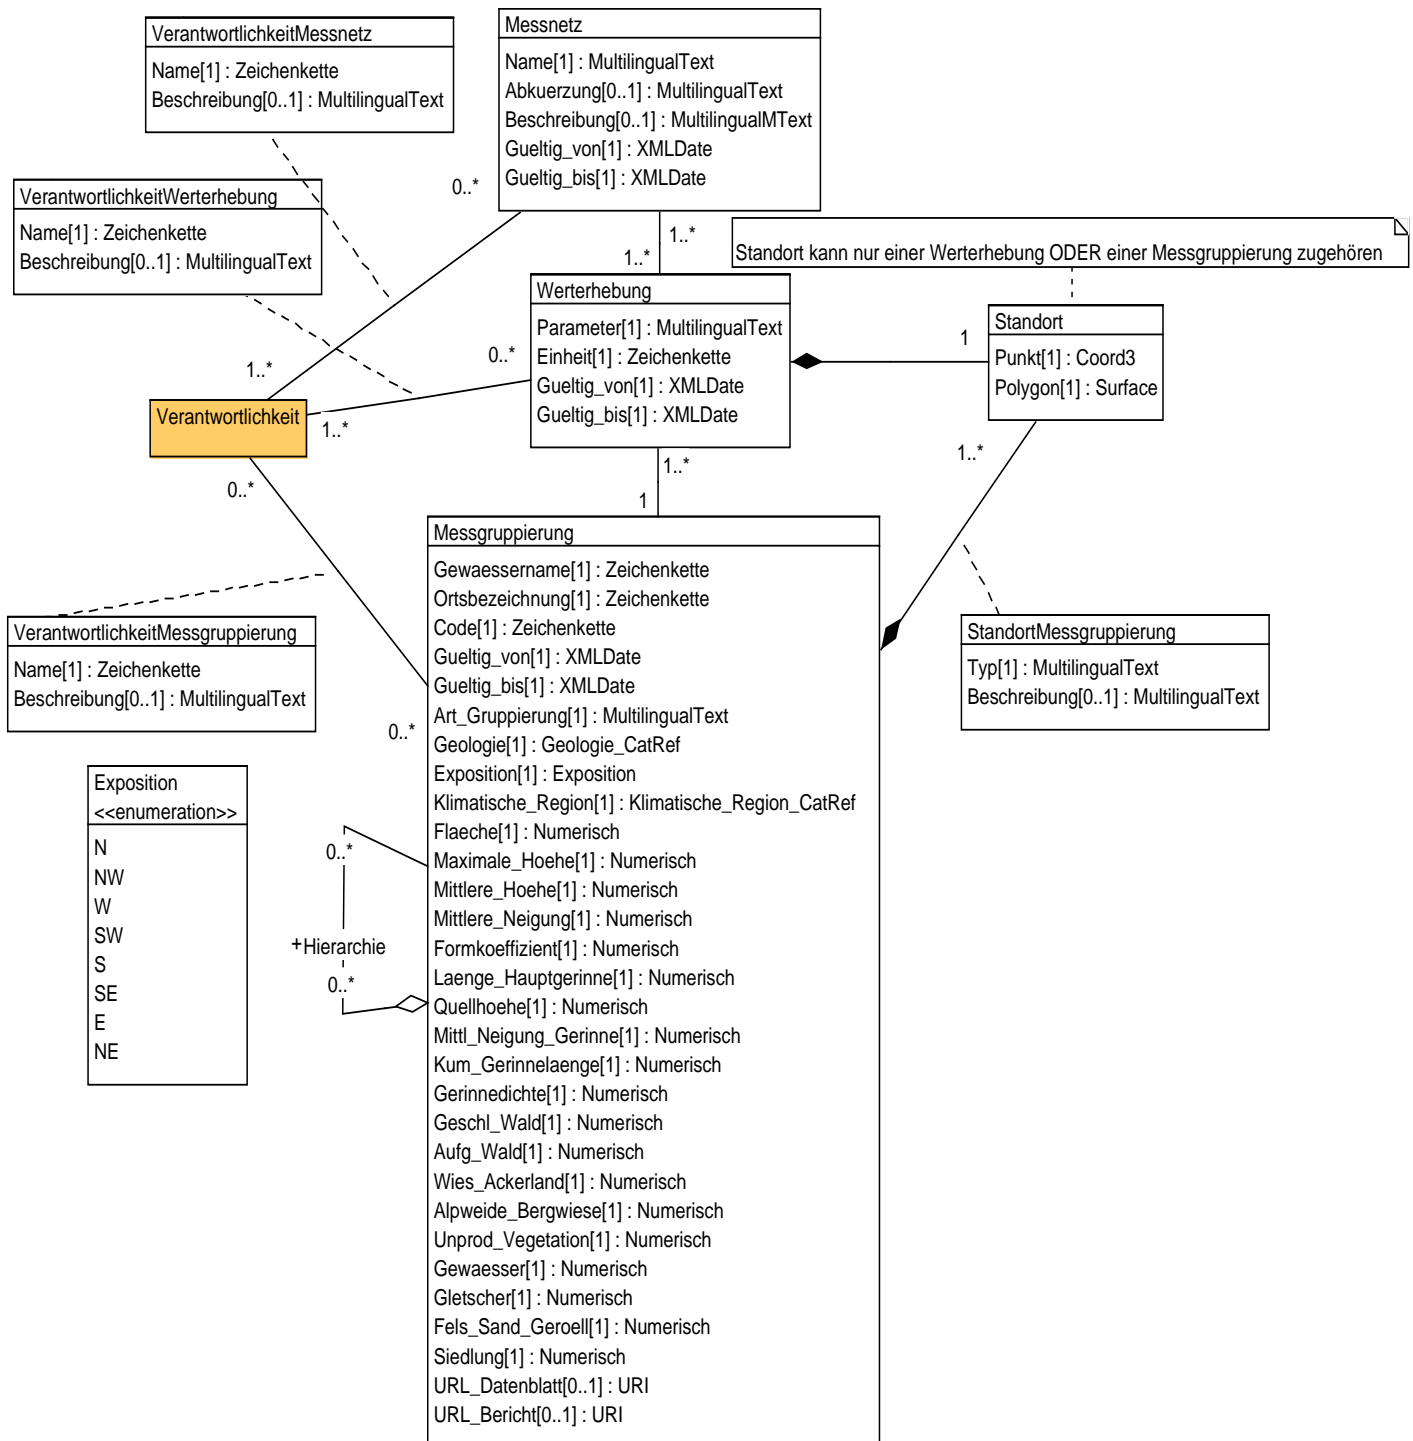 VerantwortlichkeitMessnetz
Name[1] : Zeichenkette
Beschreibung[0..1] : MultilingualText
Messnetz
Name[1] : MultilingualText
Abkuerzung[0..1] : MultilingualText
Beschreibung[0..1] : MultilingualMText
Gueltig_von[1] : XMLDate
Gueltig_bis[1] : XMLDate
VerantwortlichkeitWerterhebung
Name[1] : Zeichenkette
Beschreibung[0..1] : MultilingualText
0..*
1..*
1..*
Standort kann nur einer Werterhebung ODER einer Messgruppierung zugehören
Werterhebung
Parameter[1] : MultilingualText
Einheit[1] : Zeichenkette
Gueltig_von[1] : XMLDate
Gueltig_bis[1] : XMLDate
Standort
Punkt[1] : Coord3
Polygon[1] : Surface
1
0..*
1..*
Verantwortlichkeit
1..*
0..*
1..*
1
1..*
Messgruppierung
Gewaessername[1] : Zeichenkette
Ortsbezeichnung[1] : Zeichenkette
Code[1] : Zeichenkette
Gueltig_von[1] : XMLDate
Gueltig_bis[1] : XMLDate
Art_Gruppierung[1] : MultilingualText
Geologie[1] : Geologie_CatRef
Exposition[1] : Exposition
Klimatische_Region[1] : Klimatische_Region_CatRef
Flaeche[1] : Numerisch
Maximale_Hoehe[1] : Numerisch
Mittlere_Hoehe[1] : Numerisch
Mittlere_Neigung[1] : Numerisch
Formkoeffizient[1] : Numerisch
Laenge_Hauptgerinne[1] : Numerisch
Quellhoehe[1] : Numerisch
Mittl_Neigung_Gerinne[1] : Numerisch
Kum_Gerinnelaenge[1] : Numerisch
Gerinnedichte[1] : Numerisch
Geschl_Wald[1] : Numerisch
Aufg_Wald[1] : Numerisch
Wies_Ackerland[1] : Numerisch
Alpweide_Bergwiese[1] : Numerisch
Unprod_Vegetation[1] : Numerisch
Gewaesser[1] : Numerisch
Gletscher[1] : Numerisch
Fels_Sand_Geroell[1] : Numerisch
Siedlung[1] : Numerisch
URL_Datenblatt[0..1] : URI
URL_Bericht[0..1] : URI
VerantwortlichkeitMessgruppierung
Name[1] : Zeichenkette
Beschreibung[0..1] : MultilingualText
StandortMessgruppierung
Typ[1] : MultilingualText
Beschreibung[0..1] : MultilingualText
0..*
Exposition
<<enumeration>>
N
NW
W
SW
S
SE
E
NE
0..*
+Hierarchie
0..*